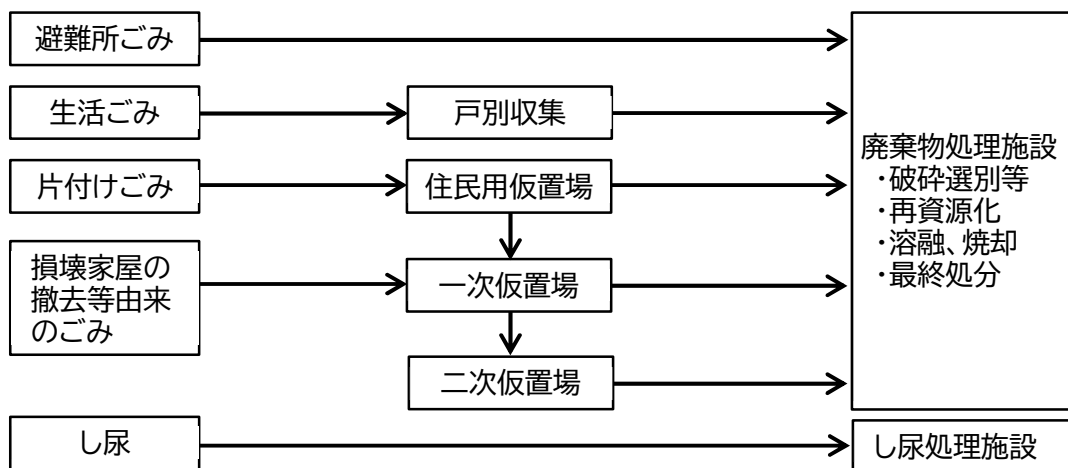 避難所ごみ
生活ごみ
戸別収集
片付けごみ
住民用仮置場
損壊家屋の
撤去等由来
のごみ
一次仮置場
二次仮置場
廃棄物処理施設
・破砕選別等
・再資源化
・溶融、焼却
・最終処分
し尿
し尿処理施設